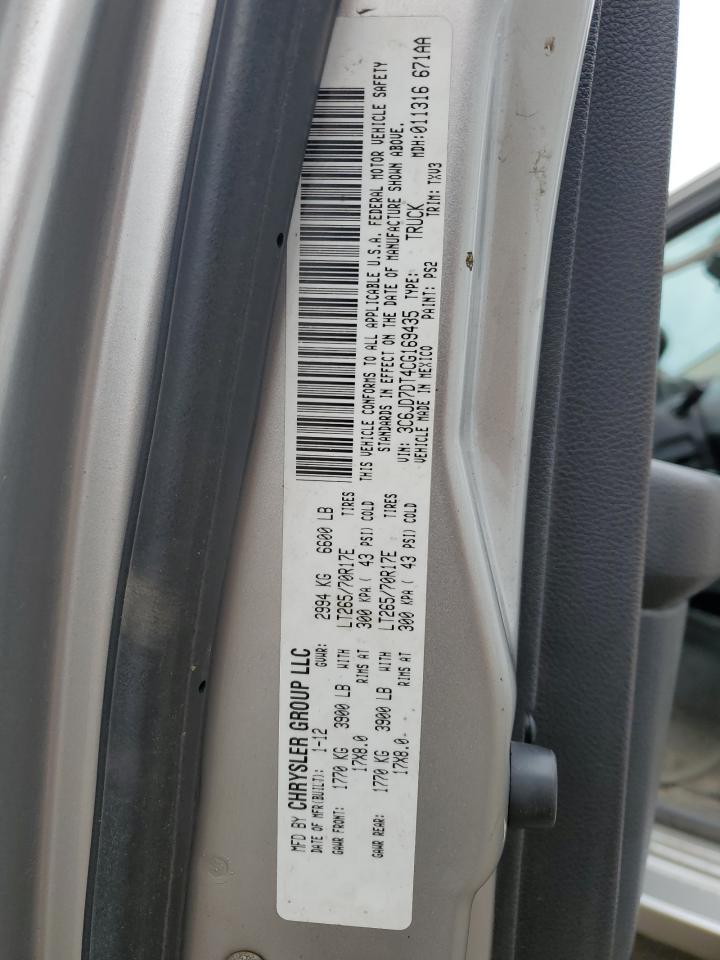 MFD BY CHRYSLER GROUP LLC
DATE OF MFR(BUILT): 1-12 GVWR: 2994 KG 6600 LB
GAWR FRONT: 1770 KG 3900 LB WITH LT265/70R17E TIRES
17X8.0 RIMS AT 300 KPA ( 43 PSI) COLD
GAWR REAR: 1770 KG 3900 LB WITH LT265/70R17E TIRES
17X8.0 RIMS AT 300 KPA ( 43 PSI) COLD
THIS VEHICLE CONFORMS TO ALL APPLICABLE U.S.A. FEDERAL MOTOR VEHICLE SAFETY
STANDARDS IN EFFECT ON THE DATE OF MANUFACTURE SHOWN ABOVE.
VIN: 3C6JD7DT4CG169435 TYPE: TRUCK MDH:011316 671AA
VEHICLE MADE IN MEXICO PAINT: PS2 TRIM: TXV3